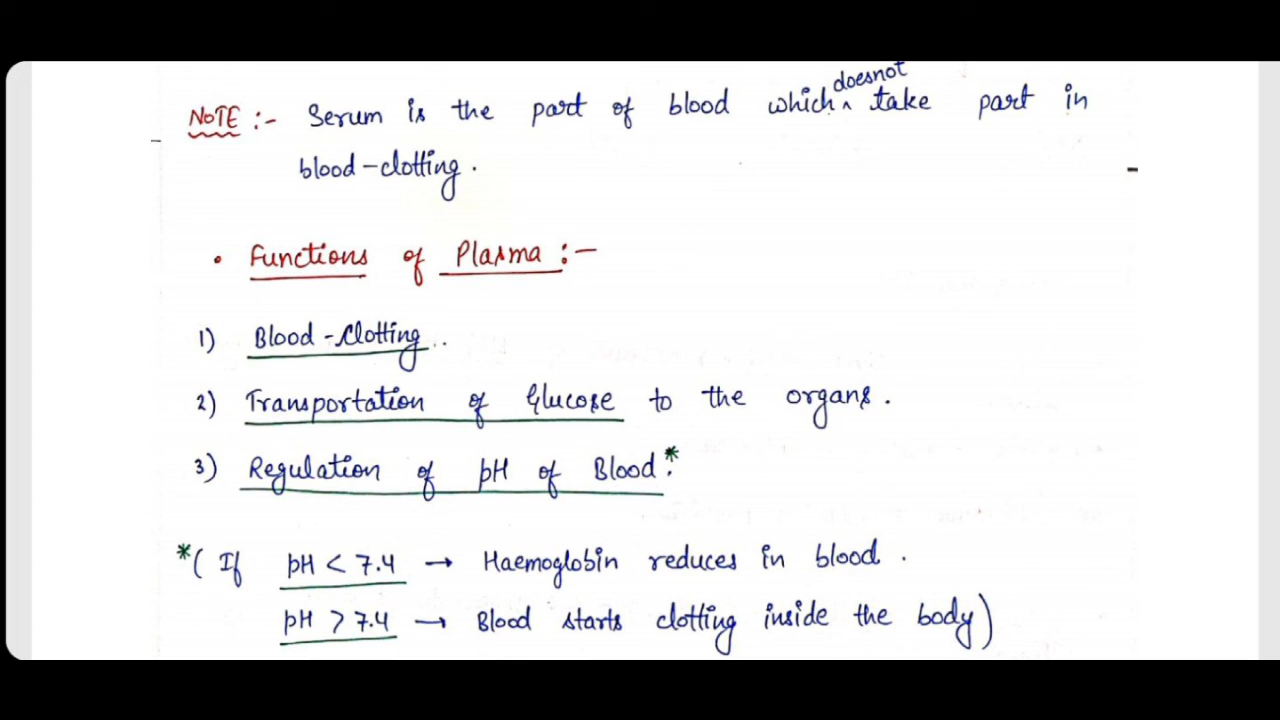 NOTE :- Serum is the part of blood which doesnot take part in
blood-clotting.
• Functions of Plasma :-
1) Blood-Clotting..
2) Transportation of Glucose to the organs.
3) Regulation of pH of Blood.*
*( If pH < 7.4 → Haemoglobin reduces in blood.
pH > 7.4 → Blood starts clotting inside the body)